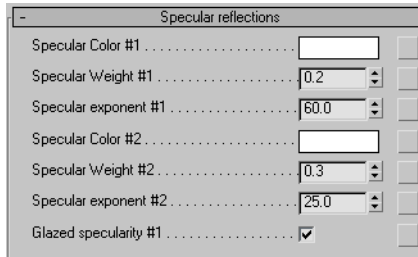 - Specular reflections
Specular Color #1 . . . . . . . . . . . . . . . . . . .
Specular Weight #1 . . . . . . . . . . . . . . . . . 0.2
Specular exponent #1 . . . . . . . . . . . . . . . 60.0
Specular Color #2 . . . . . . . . . . . . . . . . . . .
Specular Weight #2 . . . . . . . . . . . . . . . . . 0.3
Specular exponent #2 . . . . . . . . . . . . . . . 25.0
Glazed specularity #1 . . . . . . . . . . . . . . .